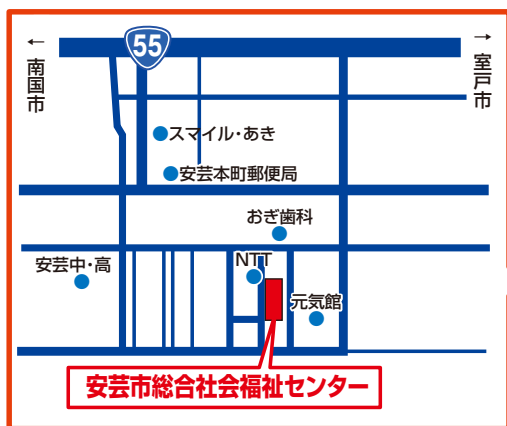 ←
南国市
55
→
室戸市
スマイル・あき
安芸本町郵便局
おぎ歯科
安芸中・高
NTT
元気館
安芸市総合社会福祉センター